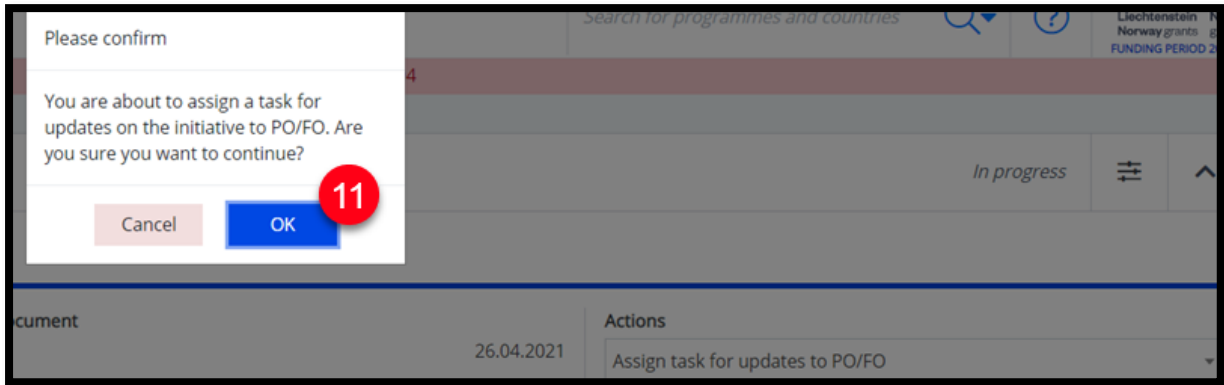 Please confirm
Search for programmes and countries
?
Liechtenstein N
Norway grants g
FUNDING PERIOD 2
4
You are about to assign a task for
updates on the initiative to PO/FO. Are
you sure you want to continue?
In progress
11
Cancel
OK
ocument
Actions
26.04.2021
Assign task for updates to PO/FO